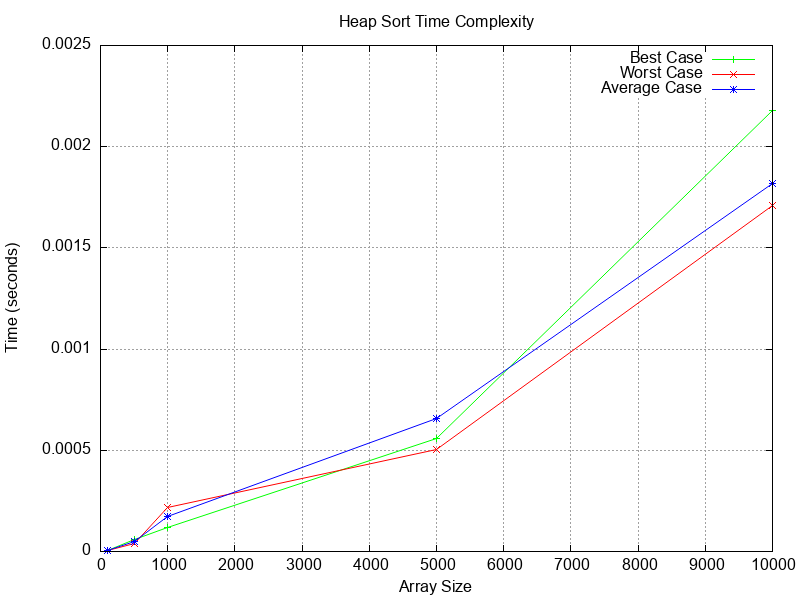 Heap Sort Time Complexity
Best Case
Worst Case
Average Case
0.0025
0.002
0.0015
0.001
0.0005
0
Time (seconds)
0 1000 2000 3000 4000 5000 6000 7000 8000 9000 10000
Array Size